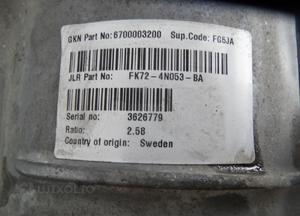 GKN Part No: 6700003200 Sup.Code: FG5JA
JLR Part No: FK72-4N053-BA
Serial no: 3626779
Ratio: 2.58
Country of origin: Sweden